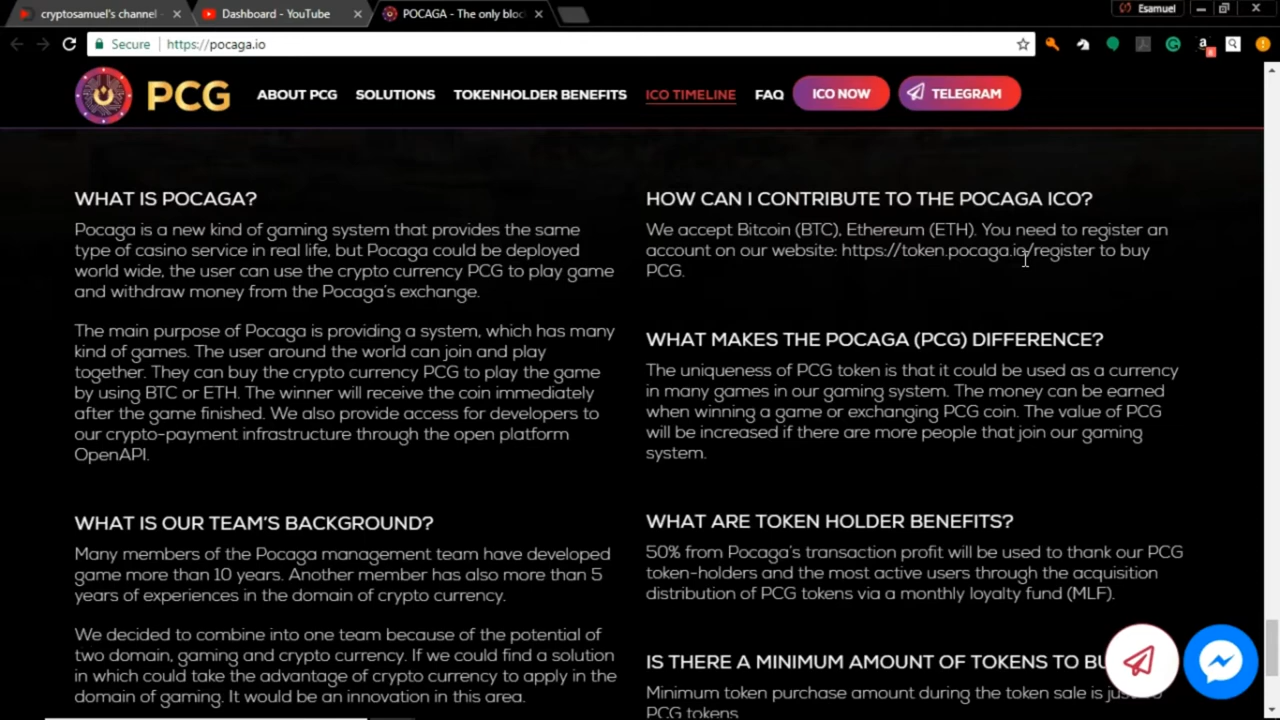 cryptosamuel's channel -
Dashboard - YouTube
POCAGA - The only bloc
Esamuel
Secure
https://pocaga.io
PCG
ABOUT PCG
SOLUTIONS
TOKENHOLDER BENEFITS
ICO TIMELINE
FAQ
ICO NOW
TELEGRAM
WHAT IS POCAGA?
Pocaga is a new kind of gaming system that provides the same
type of casino service in real life, but Pocaga could be deployed
world wide, the user can use the crypto currency PCG to play game
and withdraw money from the Pocaga's exchange.
The main purpose of Pocaga is providing a system, which has many
kind of games. The user around the world can join and play
together. They can buy the crypto currency PCG to play the game
by using BTC or ETH. The winner will receive the coin immediately
after the game finished. We also provide access for developers to
our crypto-payment infrastructure through the open platform
OpenAPI.
WHAT IS OUR TEAM'S BACKGROUND?
Many members of the Pocaga management team have developed
game more than 10 years. Another member has also more than 5
years of experiences in the domain of crypto currency.
We decided to combine into one team because of the potential of
two domain, gaming and crypto currency. If we could find a solution
in which could take the advantage of crypto currency to apply in the
domain of gaming. It would be an innovation in this area.
HOW CAN I CONTRIBUTE TO THE POCAGA ICO?
We accept Bitcoin (BTC), Ethereum (ETH). You need to register an
account on our website: https://token.pocaga.io/register to buy
PCG.
WHAT MAKES THE POCAGA (PCG) DIFFERENCE?
The uniqueness of PCG token is that it could be used as a currency
in many games in our gaming system. The money can be earned
when winning a game or exchanging PCG coin. The value of PCG
will be increased if there are more people that join our gaming
system.
WHAT ARE TOKEN HOLDER BENEFITS?
50% from Pocaga's transaction profit will be used to thank our PCG
token-holders and the most active users through the acquisition
distribution of PCG tokens via a monthly loyalty fund (MLF).
IS THERE A MINIMUM AMOUNT OF TOKENS TO BU
Minimum token purchase amount during the token sale is
PCG tokens